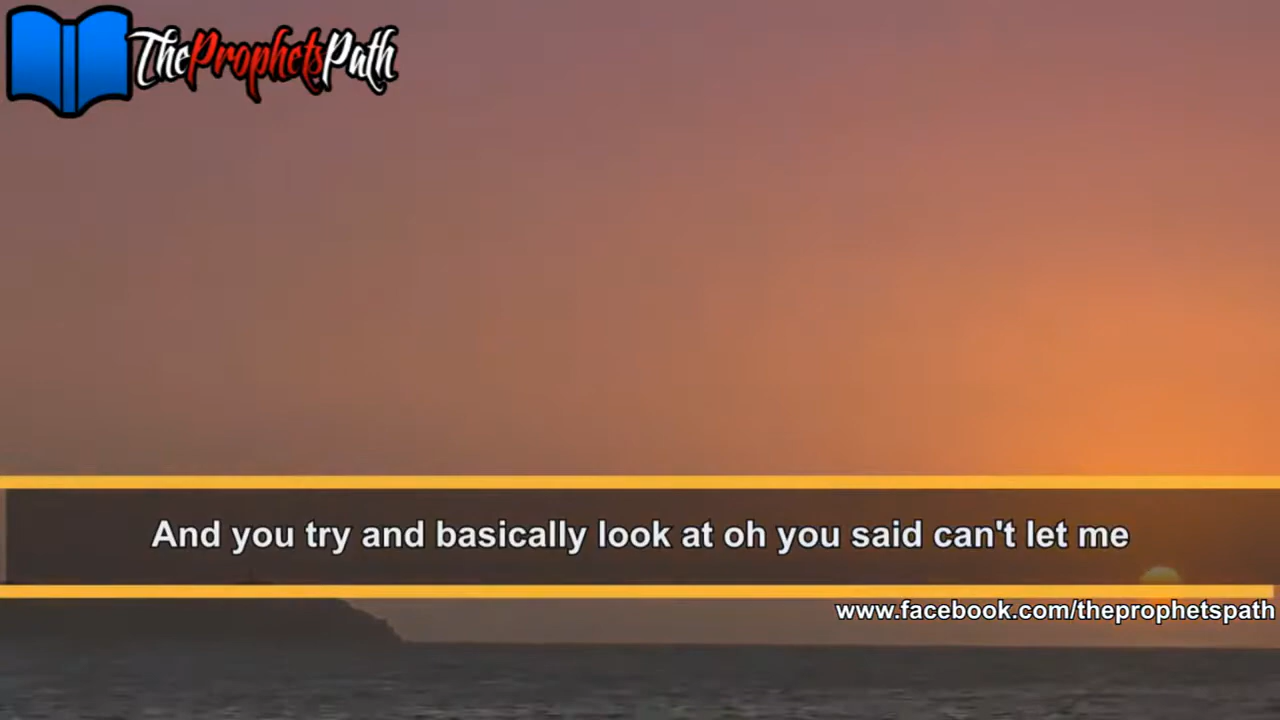 TheProphetsPath
And you try and basically look at oh you said can't let me
www.facebook.com/theprophetspath